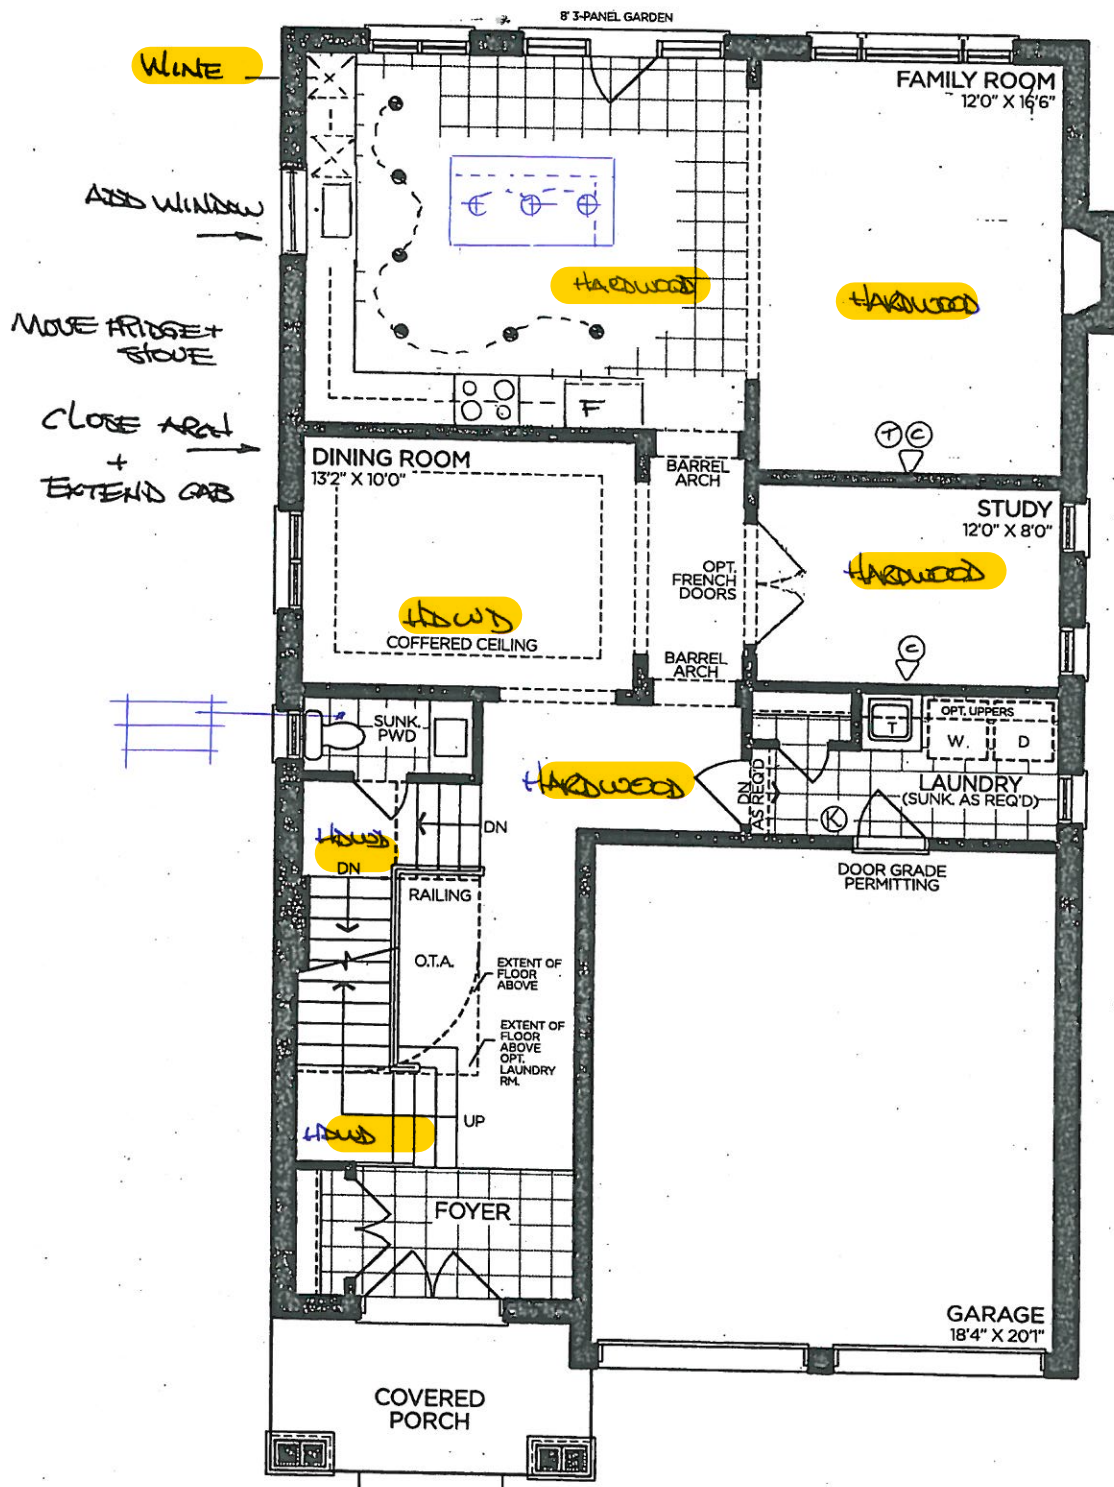 8' 3-PANEL GARDEN
WINE
FAMILY ROOM
12'0" X 16'6"
ADD WINDOW
HARDWOOD
HARDWOOD
MOVE FRIDGE +
STOVE
F
CLOSE ARCH
+
EXTEND CAB
T C
DINING ROOM
13'2" X 10'0"
BARREL
ARCH
STUDY
12'0" X 8'0"
OPT.
FRENCH
DOORS
HARDWOOD
HDWD
COFFERED CEILING
BARREL
ARCH
C
SUNK.
PWD
T
OPT. UPPERS
W. D
HARDWOOD
DN
AS REQ'D
LAUNDRY
(SUNK. AS REQ'D)
K
DN
HDWD
DN
RAILING
DOOR GRADE
PERMITTING
O.T.A.
EXTENT OF
FLOOR
ABOVE
EXTENT OF
FLOOR
ABOVE
OPT.
LAUNDRY
RM.
UP
HDWD
FOYER
GARAGE
18'4" X 20'1"
COVERED
PORCH